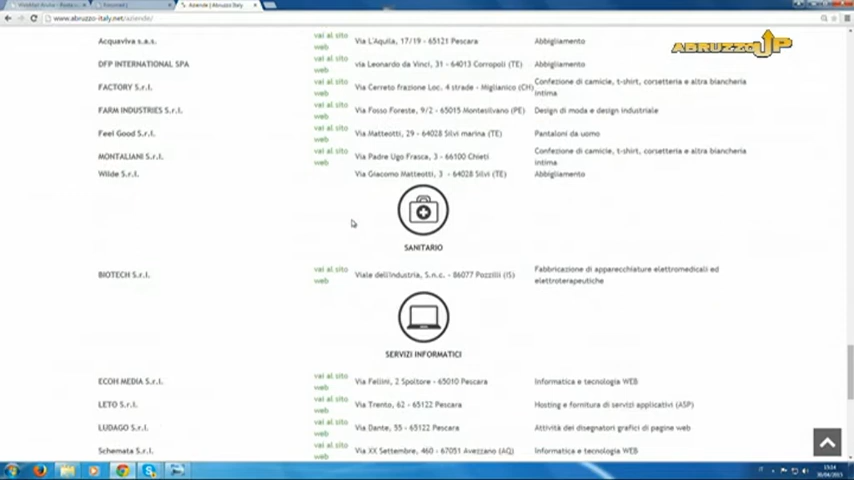 Aziende | Abruzzo Italy
www.abruzzo-italy.net/aziende/
ABRUZZO UP
Acquaviva s.a.s. vai al sito web Via L'Aquila, 17/19 - 65121 Pescara Abbigliamento
DFP INTERNATIONAL SPA vai al sito web via Leonardo da Vinci, 31 - 64013 Corropoli (TE) Abbigliamento
FACTORY S.r.l. vai al sito web Via Cerreto frazione Loc. 4 strade - Miglianico (CH) Confezione di camicie, t-shirt, corsetteria e altra biancheria intima
FARM INDUSTRIES S.r.l. vai al sito web Via Fosso Foreste, 9/2 - 65015 Montesilvano (PE) Design di moda e design industriale
Feel Good S.r.l. vai al sito web Via Matteotti, 29 - 64028 Silvi marina (TE) Pantaloni da uomo
MONTALIANI S.r.l. vai al sito web Via Padre Ugo Frasca, 3 - 66100 Chieti Confezione di camicie, t-shirt, corsetteria e altra biancheria intima
Wilde S.r.l. Via Giacomo Matteotti, 3 - 64028 Silvi (TE) Abbigliamento
SANITARIO
BIOTECH S.r.l. vai al sito web Viale dell'Industria, S.n.c. - 86077 Pozzilli (IS) Fabbricazione di apparecchiature elettromedicali ed elettroterapeutiche
SERVIZI INFORMATICI
ECOH MEDIA S.r.l. vai al sito web Via Fellini, 2 Spoltore - 65010 Pescara Informatica e tecnologia WEB
LETO S.r.l. vai al sito web Via Trento, 62 - 65122 Pescara Hosting e fornitura di servizi applicativi (ASP)
LUDAGO S.r.l. vai al sito web Via Dante, 55 - 65122 Pescara Attività dei disegnatori grafici di pagine web
Schemata S.r.l. vai al sito web Via XX Settembre, 460 - 67051 Avezzano (AQ) Informatica e tecnologia WEB
IT
15:14
30/04/2015